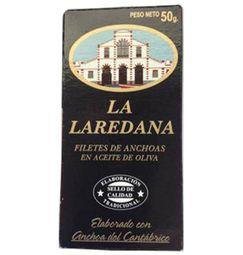 PESO NETO 50g.
LA
LAREDANA
FILETES DE ANCHOAS
EN ACEITE DE OLIVA
ELABORACIÓN
SELLO DE
CALIDAD
TRADICIONAL
Elaborado con
Anchoa del Cantábrico